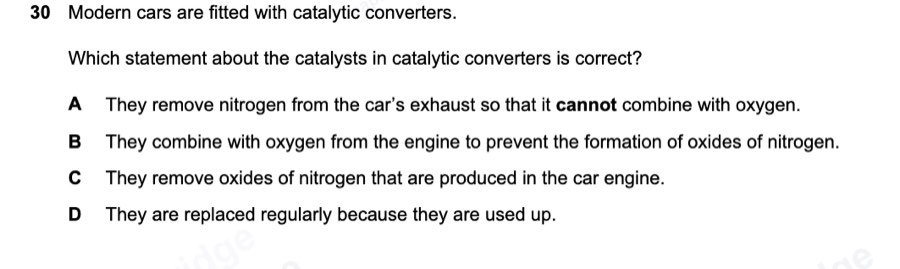 30 Modern cars are fitted with catalytic converters.
Which statement about the catalysts in catalytic converters is correct?
A They remove nitrogen from the car's exhaust so that it cannot combine with oxygen.
B They combine with oxygen from the engine to prevent the formation of oxides of nitrogen.
C They remove oxides of nitrogen that are produced in the car engine.
D They are replaced regularly because they are used up.